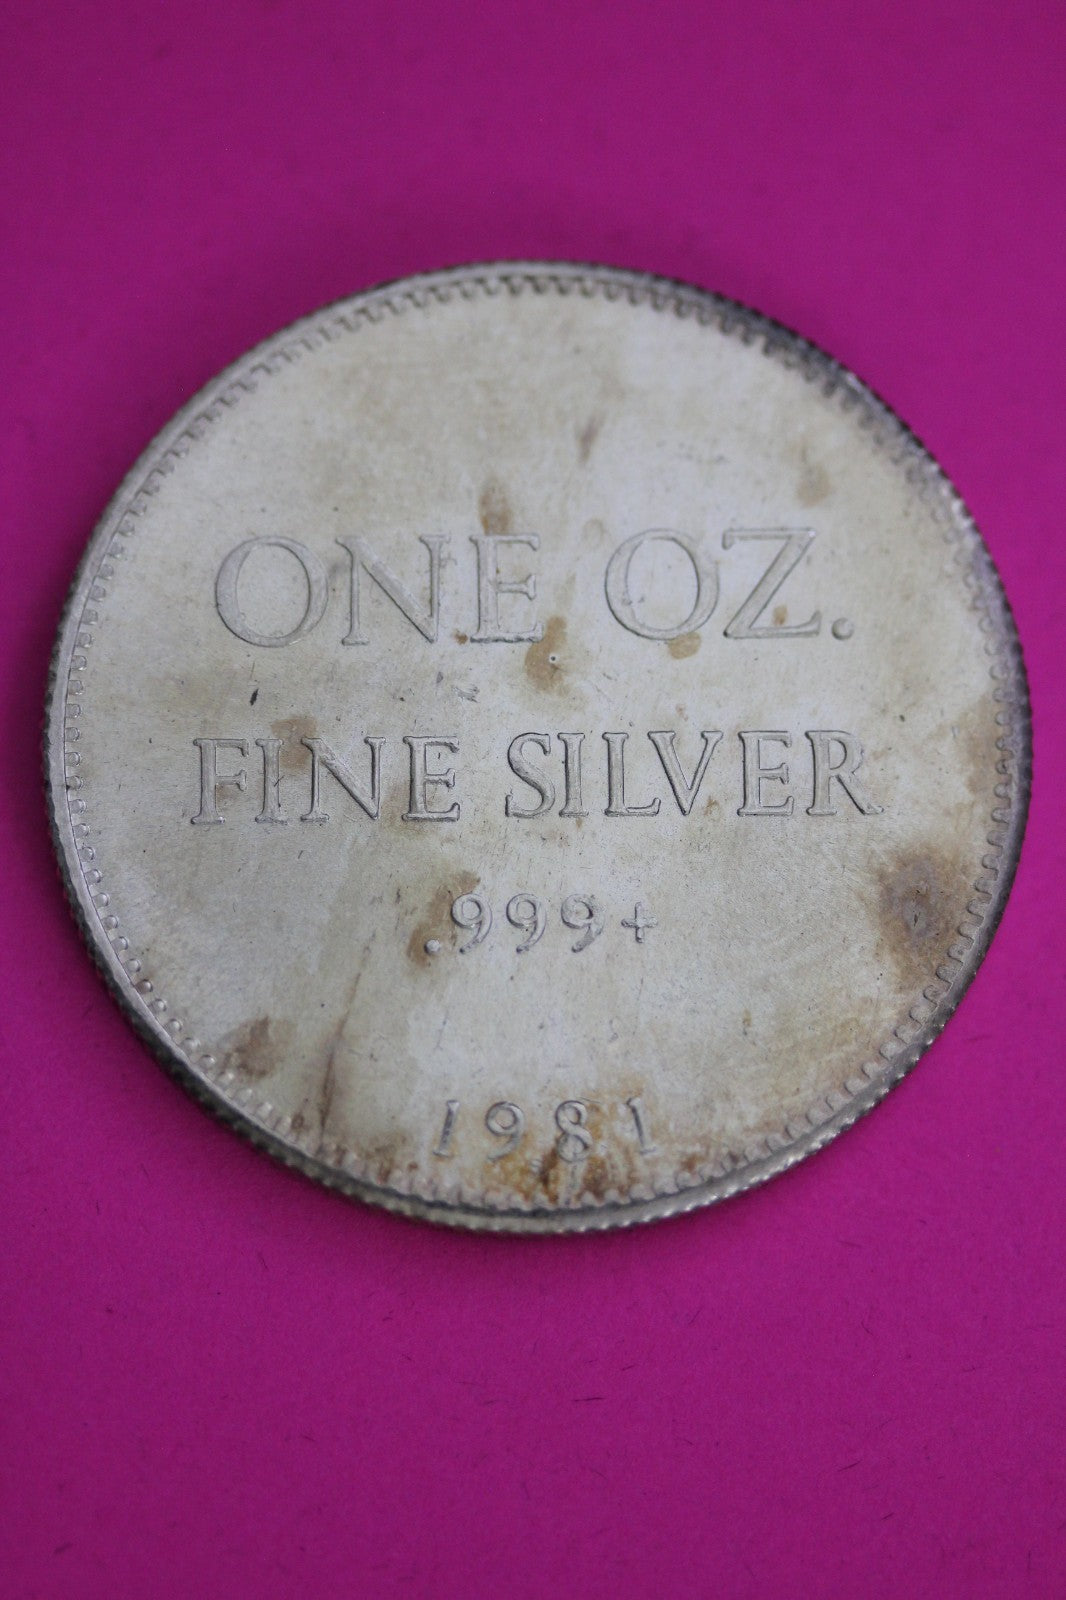 ONE OZ.
FINE SILVER
.999+
1981